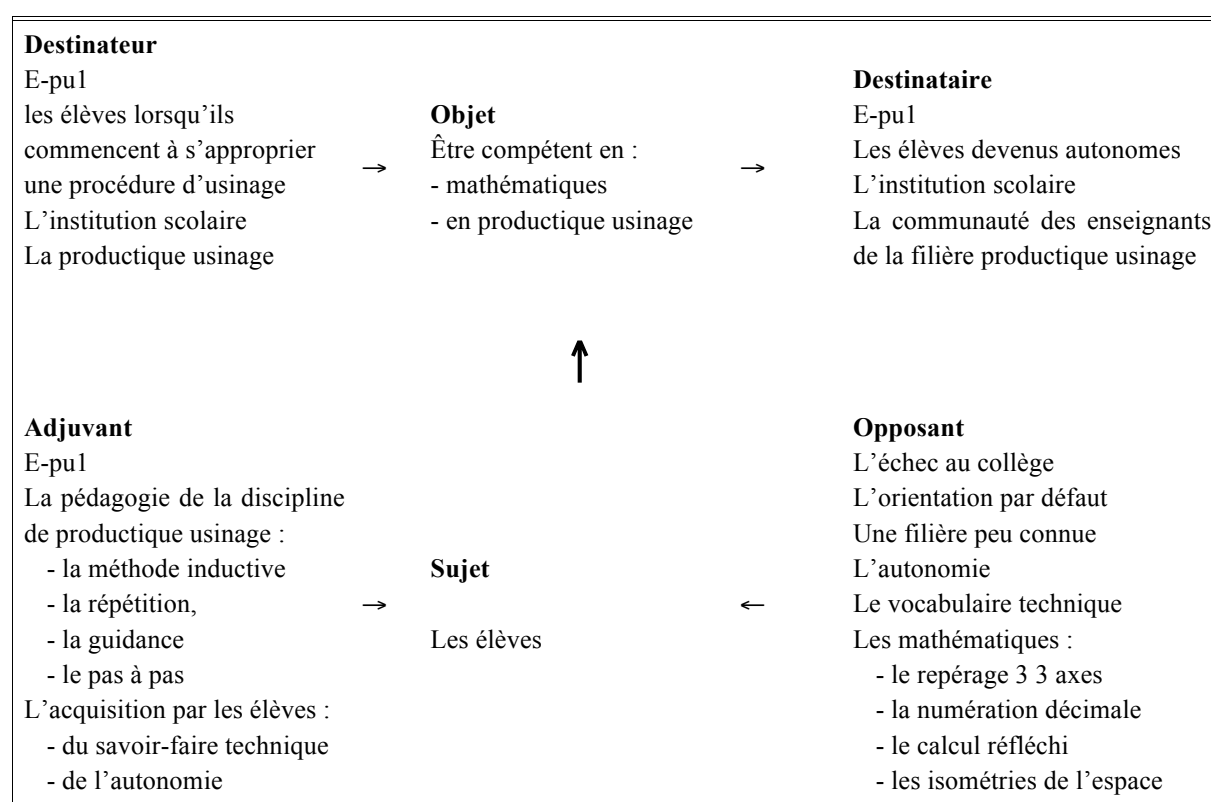 Destinateur
E-pu1
les élèves lorsqu’ils
commencent à s’approprier
une procédure d’usinage
L’institution scolaire
La productique usinage
→
Objet
Être compétent en :
- mathématiques
- en productique usinage
→
Destinataire
E-pu1
Les élèves devenus autonomes
L’institution scolaire
La communauté des enseignants
de la filière productique usinage
↑
Adjuvant
E-pu1
La pédagogie de la discipline
de productique usinage :
- la méthode inductive
- la répétition,
- la guidance
- le pas à pas
L’acquisition par les élèves :
- du savoir-faire technique
- de l’autonomie
→
Sujet
Les élèves
←
Opposant
L’échec au collège
L’orientation par défaut
Une filière peu connue
L’autonomie
Le vocabulaire technique
Les mathématiques :
- le repérage 3 3 axes
- la numération décimale
- le calcul réfléchi
- les isométries de l’espace